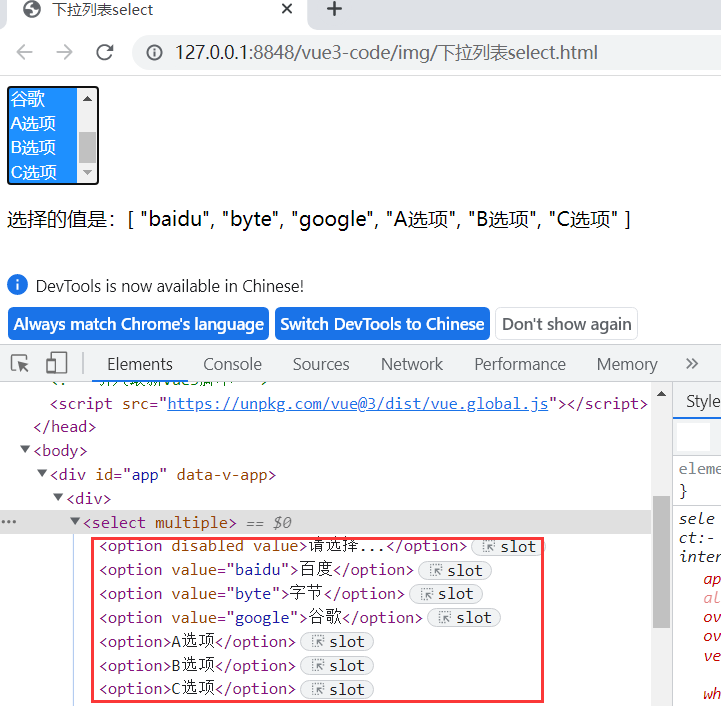 下拉列表select
127.0.0.1:8848/vue3-code/img/下拉列表select.html
谷歌
A选项
B选项
C选项
选择的值是：[ "baidu", "byte", "google", "A选项", "B选项", "C选项" ]
DevTools is now available in Chinese!
Always match Chrome's language Switch DevTools to Chinese Don't show again
Elements Console Sources Network Performance Memory
Style
<script src="https://unpkg.com/vue@3/dist/vue.global.js"></script>
</head>
<body>
<div id="app" data-v-app>
<div>
<select multiple> == $0
<option disabled value>请选择...</option> slot
<option value="baidu">百度</option> slot
<option value="byte">字节</option> slot
<option value="google">谷歌</option> slot
<option>A选项</option> slot
<option>B选项</option> slot
<option>C选项</option> slot
eleme
}
sele
ct:-
inter
ap
al
ov
ov
ve
wh